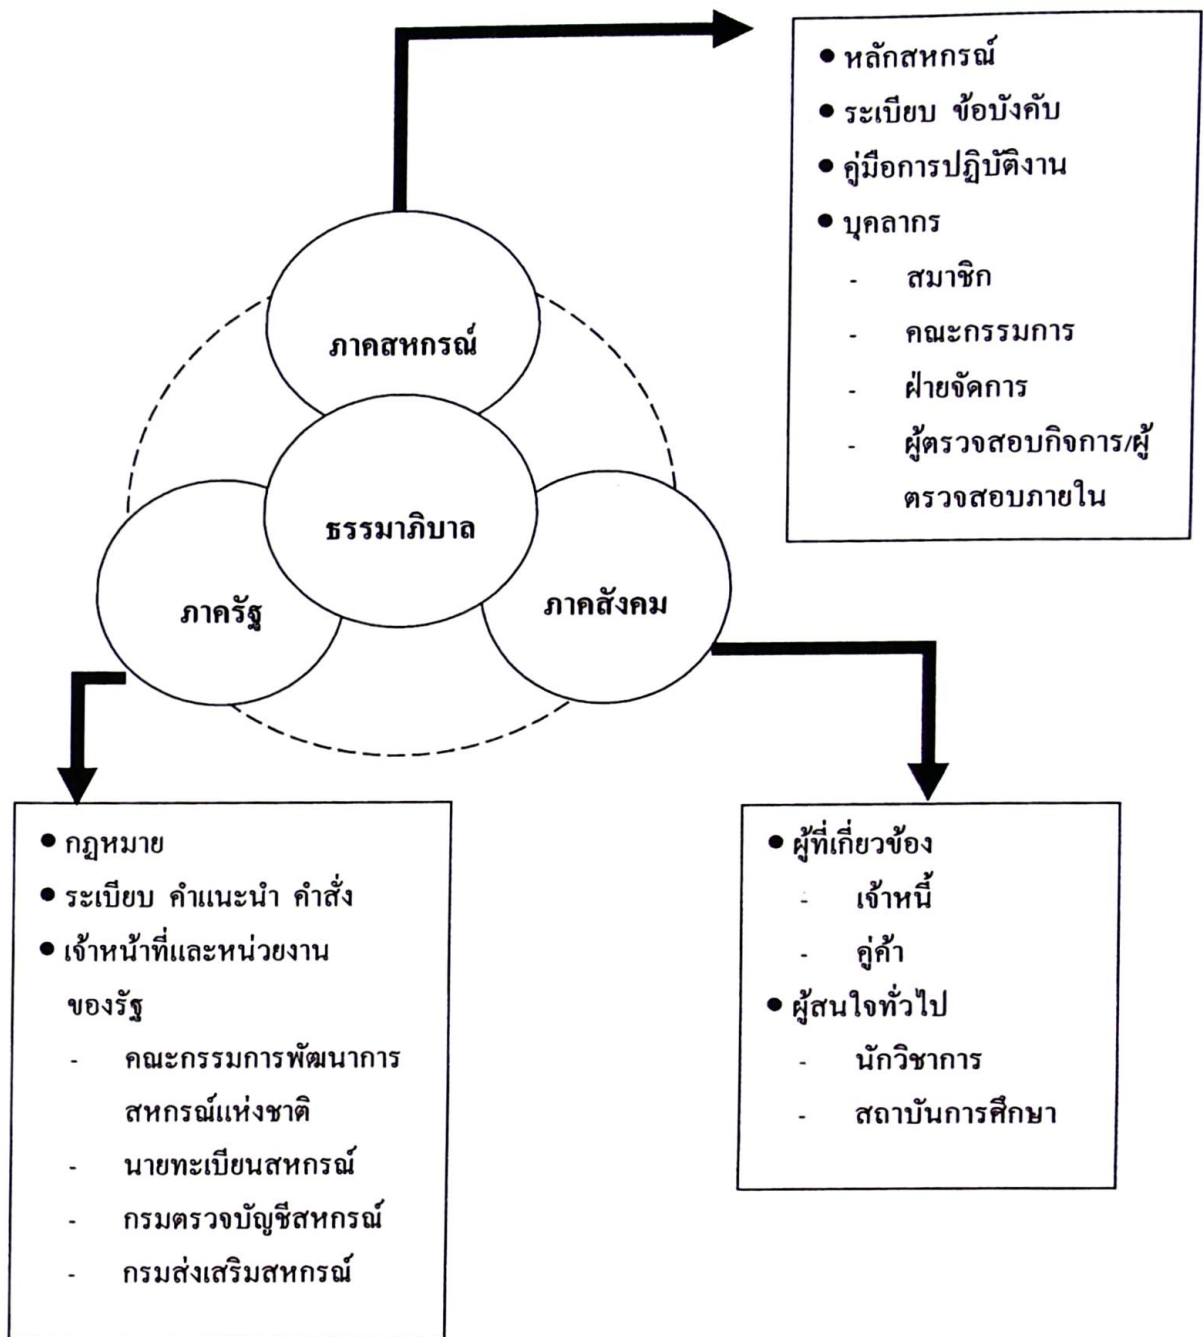 ● หลักสหกรณ์
● ระเบียบ ข้อบังคับ
● คู่มือการปฏิบัติงาน
● บุคลากร
- สมาชิก
- คณะกรรมการ
- ฝ่ายจัดการ
- ผู้ตรวจสอบกิจการ/ผู้
ตรวจสอบภายใน
ภาคสหกรณ์
ธรรมาภิบาล
ภาครัฐ
ภาคสังคม
● กฎหมาย
● ระเบียบ คำแนะนำ คำสั่ง
● เจ้าหน้าที่และหน่วยงาน
ของรัฐ
- คณะกรรมการพัฒนาการ
สหกรณ์แห่งชาติ
- นายทะเบียนสหกรณ์
- กรมตรวจบัญชีสหกรณ์
- กรมส่งเสริมสหกรณ์
● ผู้ที่เกี่ยวข้อง
- เจ้าหนี้
- คู่ค้า
● ผู้สนใจทั่วไป
- นักวิชาการ
- สถาบันการศึกษา